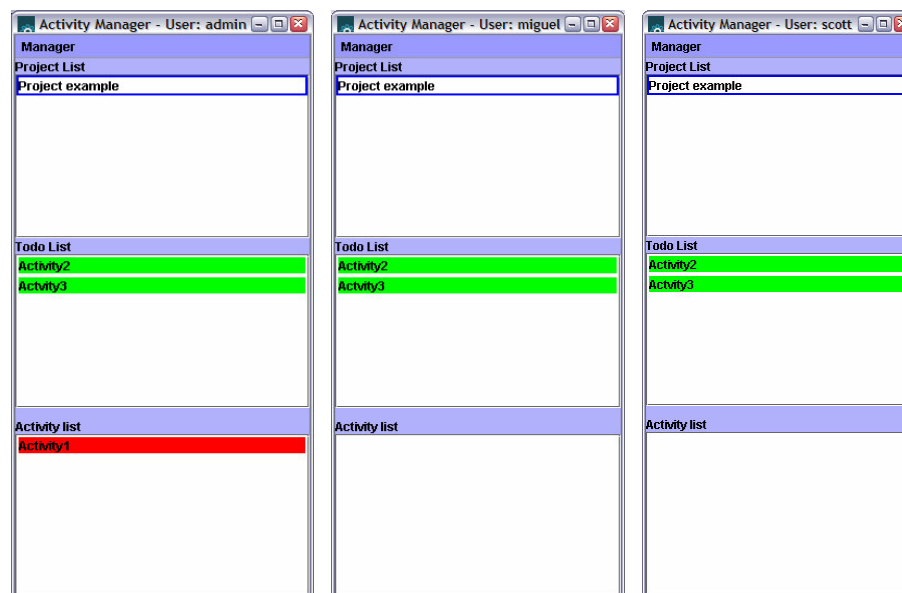 Activity Manager - User: admin
Manager
Project List
Project example
Todo List
Activity2
Actvity3
Activity list
Activity1
Activity Manager - User: miguel
Manager
Project List
Project example
Todo List
Activity2
Actvity3
Activity list
Activity Manager - User: scott
Manager
Project List
Project example
Todo List
Activity2
Actvity3
Activity list